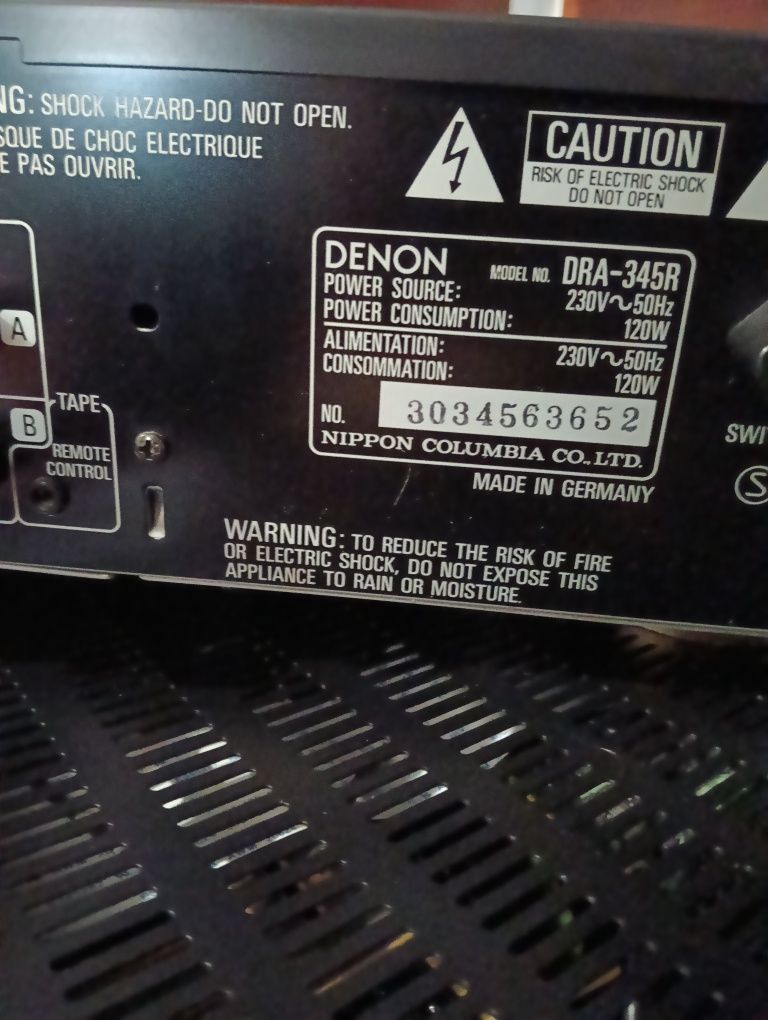 NG: SHOCK HAZARD-DO NOT OPEN.
SQUE DE CHOC ELECTRIQUE
E PAS OUVRIR.
CAUTION
RISK OF ELECTRIC SHOCK
DO NOT OPEN
DENON MODEL NO. DRA-345R
POWER SOURCE: 230V~50Hz
POWER CONSUMPTION: 120W
ALIMENTATION: 230V~50Hz
CONSOMMATION: 120W
NO. 3034563652
NIPPON COLUMBIA CO., LTD.
MADE IN GERMANY
A
TAPE
B
REMOTE
CONTROL
SWI
S
WARNING: TO REDUCE THE RISK OF FIRE
OR ELECTRIC SHOCK, DO NOT EXPOSE THIS
APPLIANCE TO RAIN OR MOISTURE.